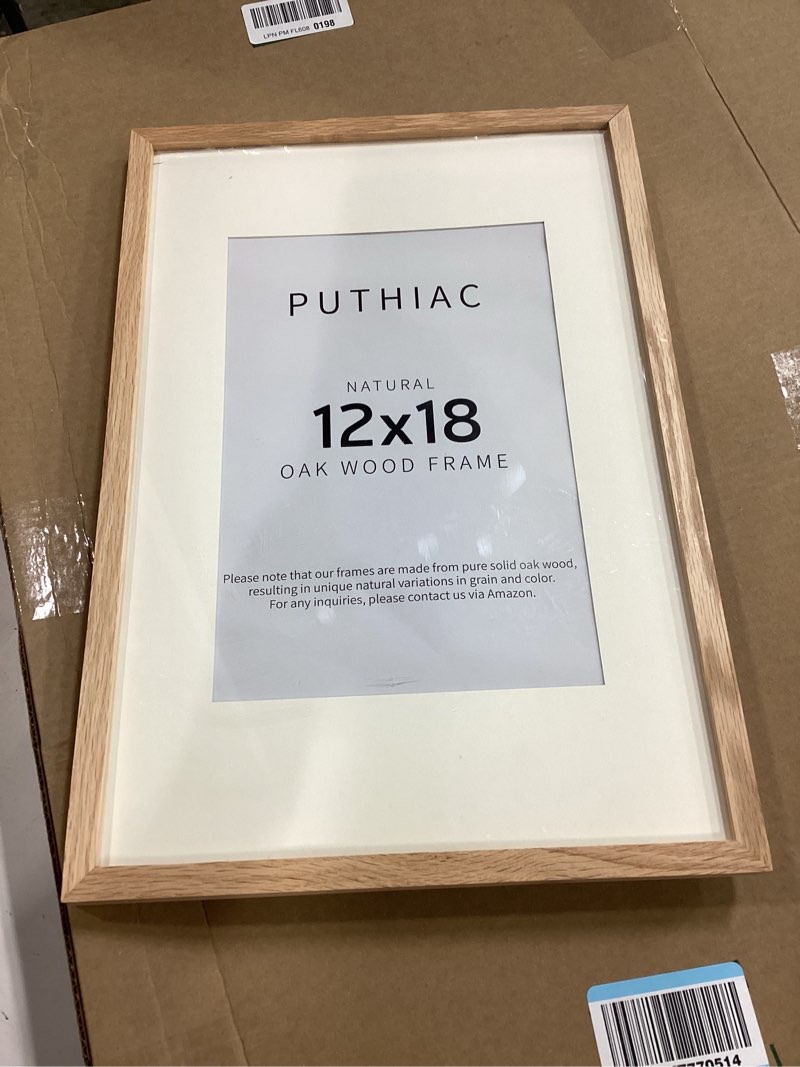 LPN PM FL608 0198
PUTHIAC
NATURAL
12x18
OAK WOOD FRAME
Please note that our frames are made from pure solid oak wood,
resulting in unique natural variations in grain and color.
For any inquiries, please contact us via Amazon.